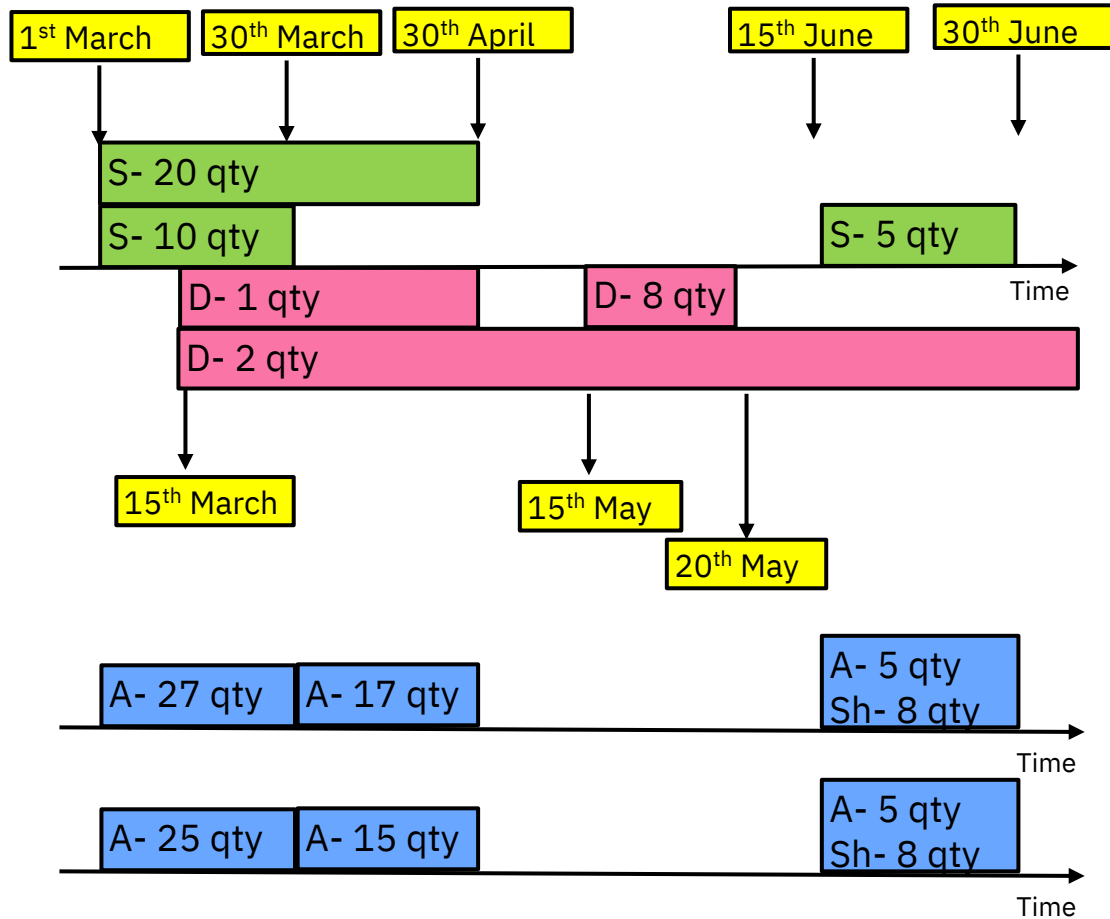 1st March
30th March
30th April
15th June
30th June
S- 20 qty
S- 10 qty
S- 5 qty
Time
D- 1 qty
D- 8 qty
D- 2 qty
15th March
15th May
20th May
A- 27 qty
A- 17 qty
A- 5 qty
Sh- 8 qty
Time
A- 25 qty
A- 15 qty
A- 5 qty
Sh- 8 qty
Time